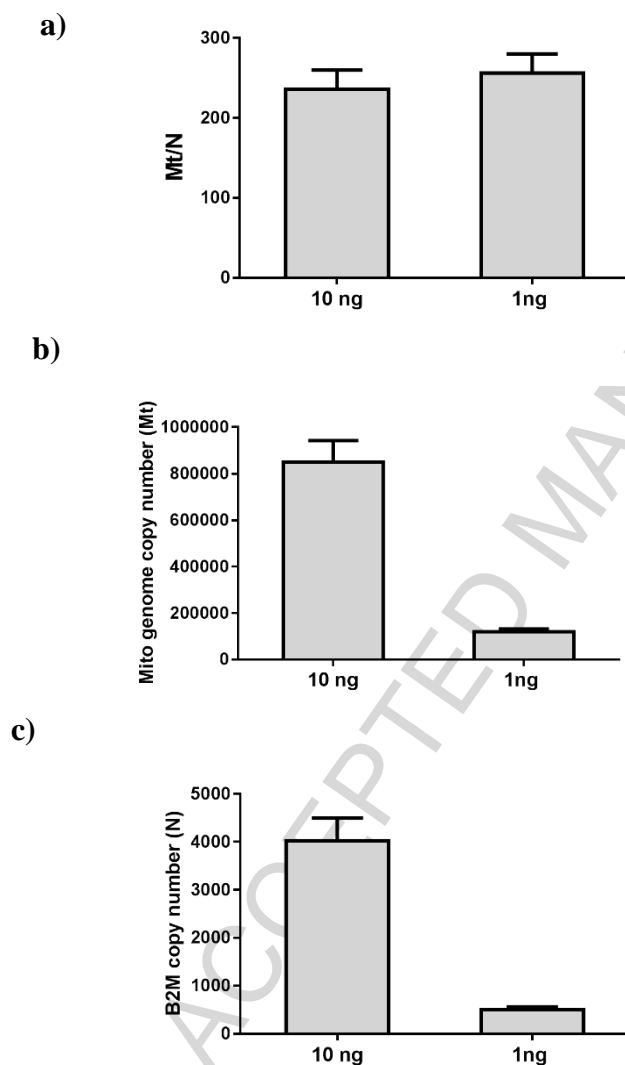 a)
300
200
100
0
Mt/N
10 ng
1ng
b)
1000000
800000
600000
400000
200000
0
Mito genome copy number (Mt)
10 ng
1ng
c)
5000
4000
3000
2000
1000
0
B2M copy number (N)
10 ng
1ng
ACCEPTED MAN